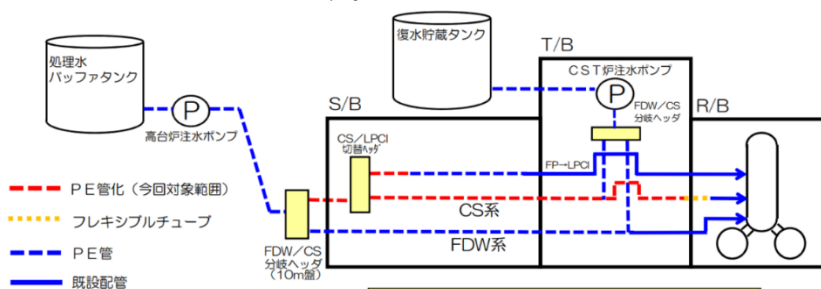 処理水
バッファタンク
P
高台炉注水ポンプ
復水貯蔵タンク
T/B
CST炉注水ポンプ
P
FDW/CS
分岐ヘッダ
S/B
R/B
CS/LPCI
切替ヘッダ
FP→LPCI
CS系
FDW系
FDW/CS
分岐ヘッダ
(10m盤)
PE管化(今回対象範囲)
フレキシブルチューブ
PE管
既設配管